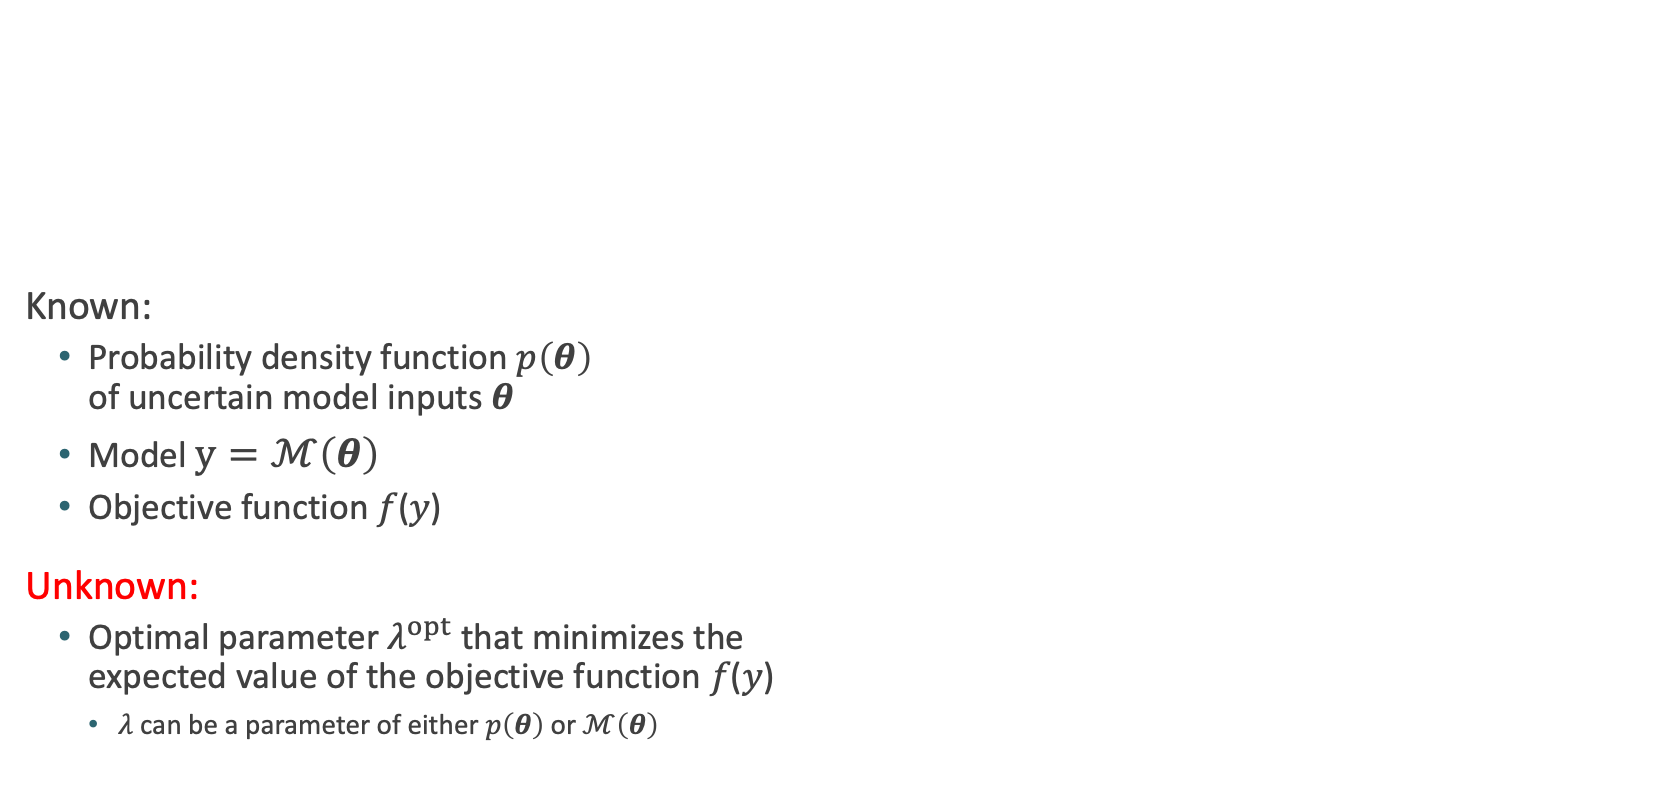 Known:
• Probability density function p(𝜽)
of uncertain model inputs 𝜽
• Model y = ℳ(𝜽)
• Objective function f(y)
Unknown:
• Optimal parameter λᵒᵖᵗ that minimizes the
expected value of the objective function f(y)
• λ can be a parameter of either p(𝜽) or ℳ(𝜽)